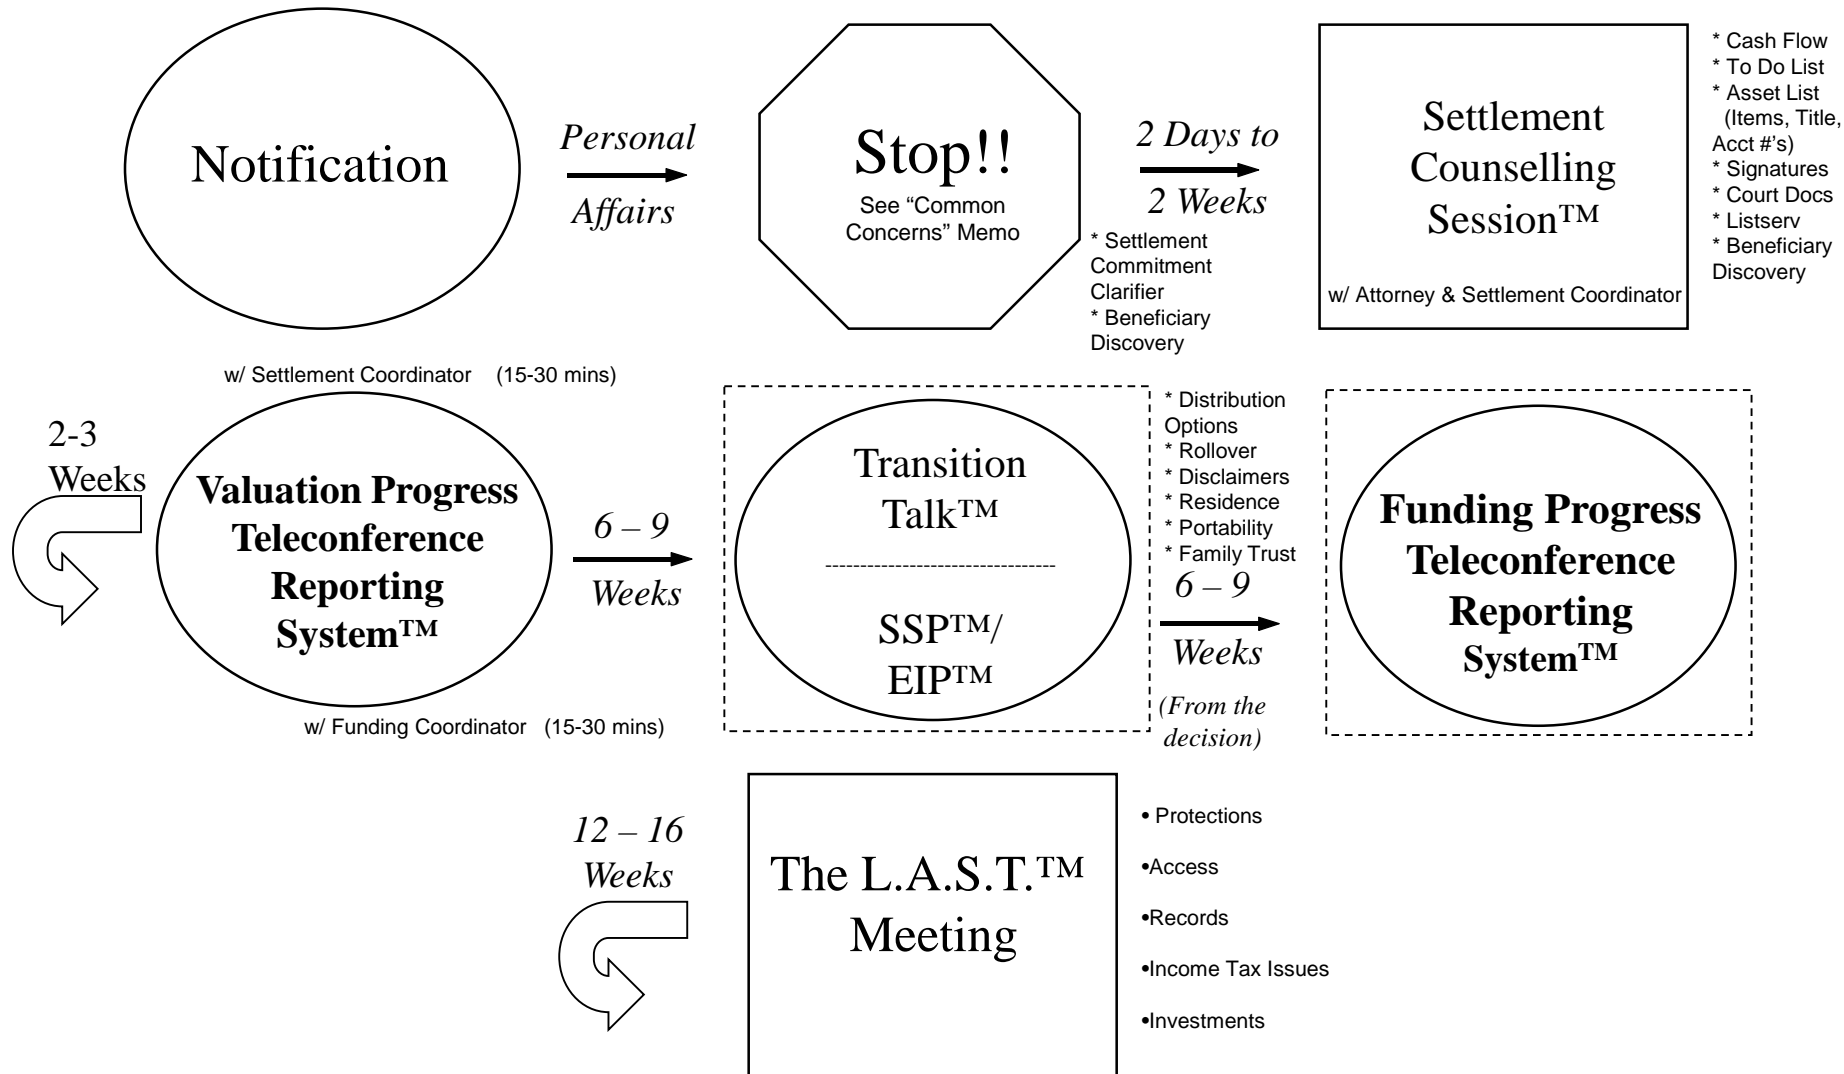 Notification
Personal
Affairs
Stop!!
See “Common
Concerns” Memo
2 Days to
2 Weeks
* Settlement
Commitment
Clarifier
* Beneficiary
Discovery
Settlement
Counselling
Session™
w/ Attorney & Settlement Coordinator
* Cash Flow
* To Do List
* Asset List
(Items, Title,
Acct #'s)
* Signatures
* Court Docs
* Listserv
* Beneficiary
Discovery
w/ Settlement Coordinator (15-30 mins)
2-3
Weeks
Valuation Progress
Teleconference
Reporting
System™
w/ Funding Coordinator (15-30 mins)
6 – 9
Weeks
Transition
Talk™
SSP™/
EIP™
* Distribution
Options
* Rollover
* Disclaimers
* Residence
* Portability
* Family Trust
6 – 9
Weeks
(From the
decision)
Funding Progress
Teleconference
Reporting
System™
12 – 16
Weeks
The L.A.S.T.™
Meeting
• Protections
•Access
•Records
•Income Tax Issues
•Investments